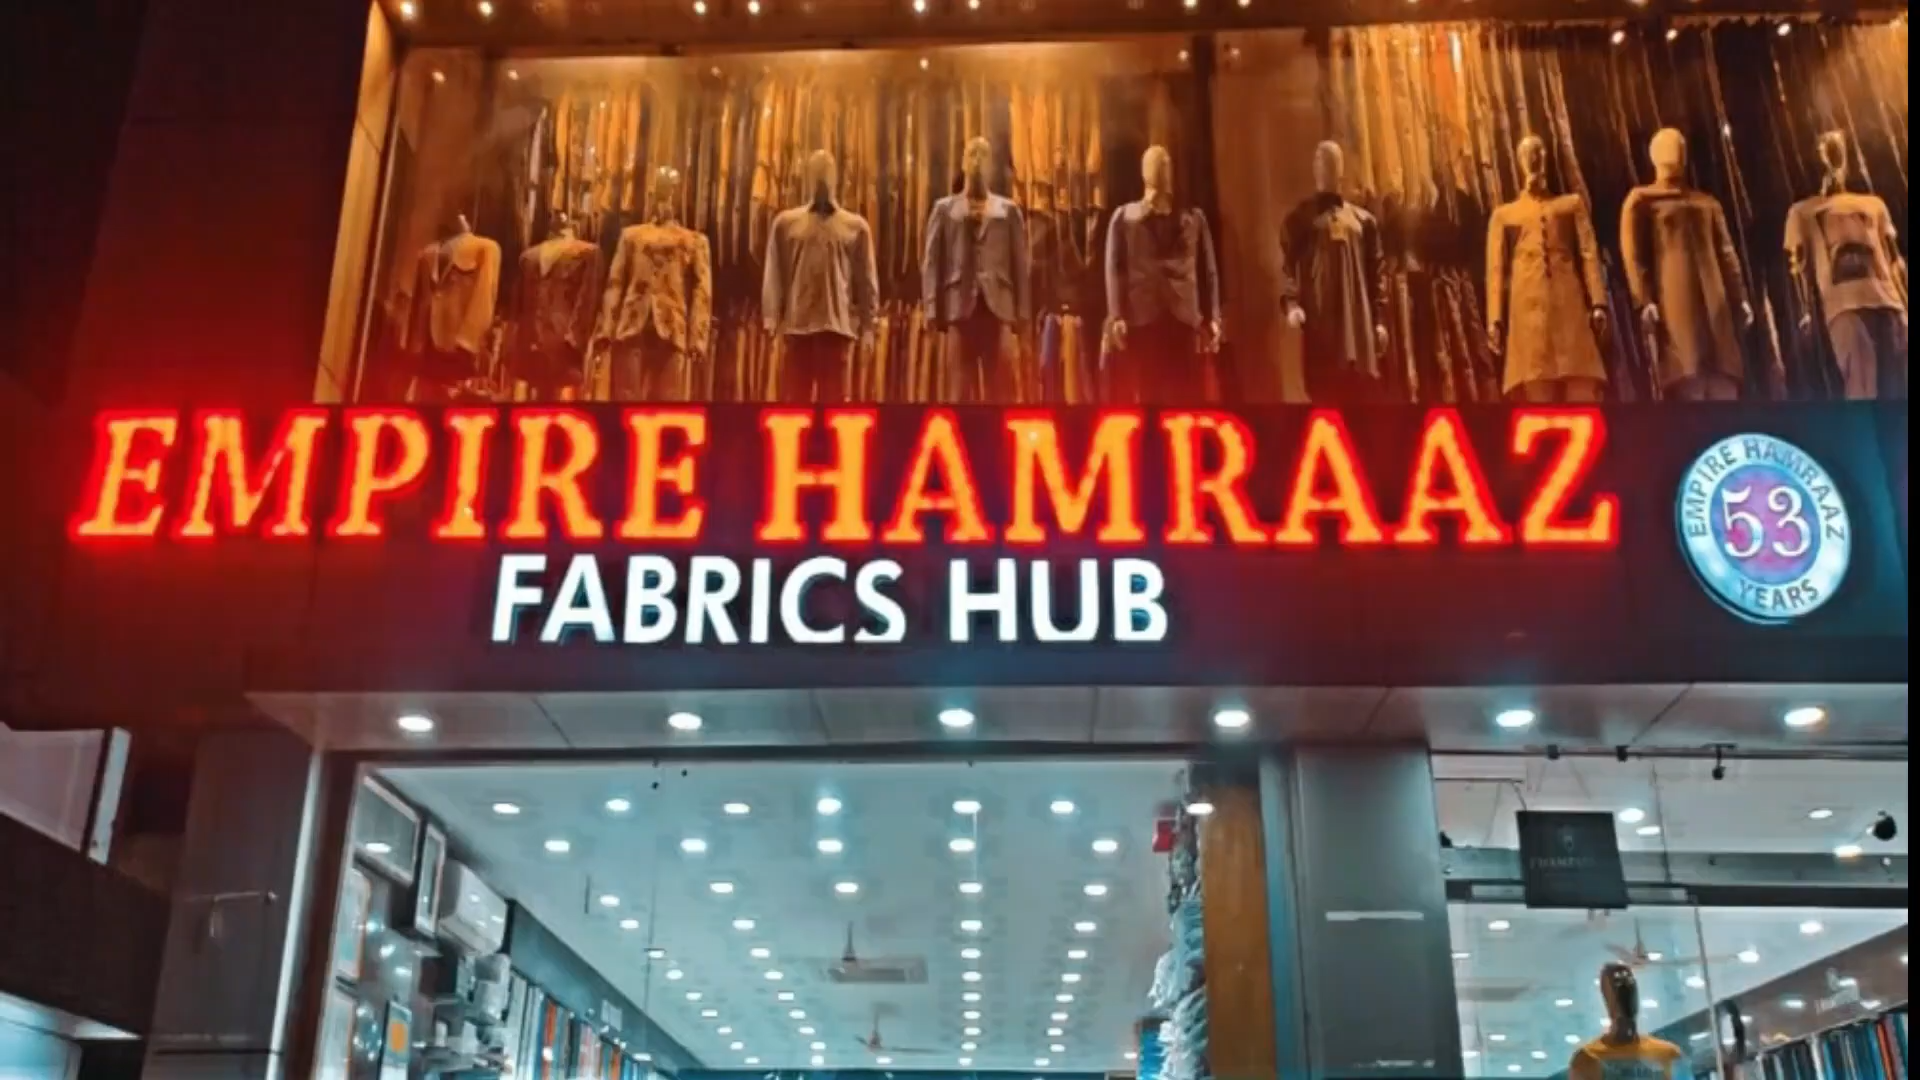 EMPIRE HAMRAAZ
FABRICS HUB
EMPIRE HAMRAAZ
53
YEARS